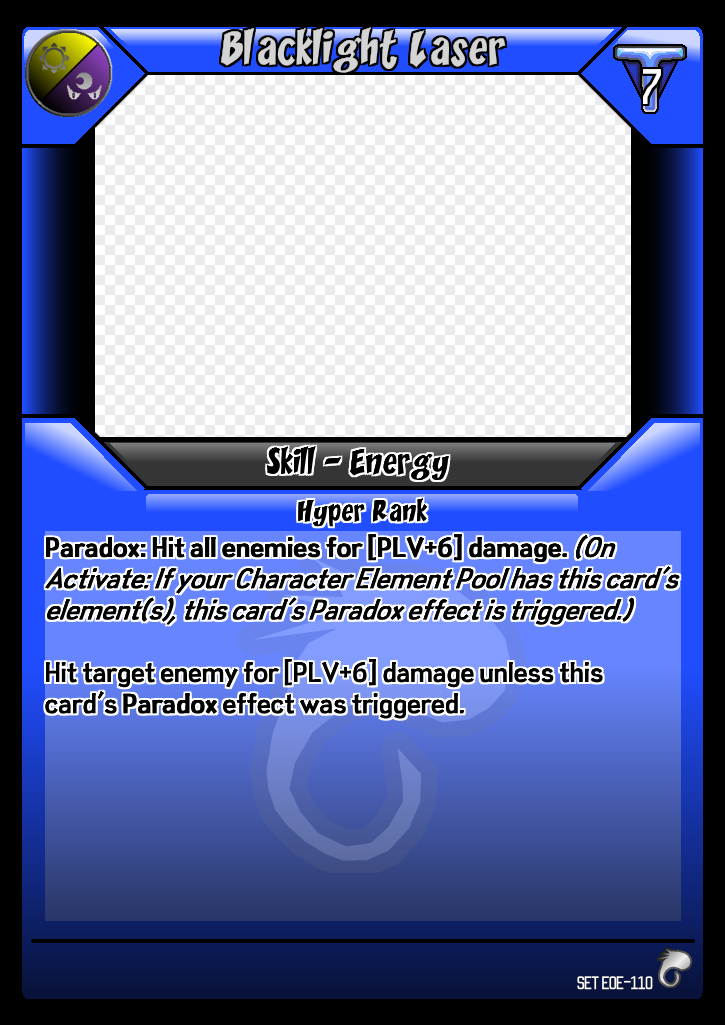 Blacklight Laser
7
Skill - Energy
Hyper Rank
Paradox: Hit all enemies for [PLV+6] damage. (On
Activate: If your Character Element Pool has this card's
element(s), this card's Paradox effect is triggered.)
Hit target enemy for [PLV+6] damage unless this
card's Paradox effect was triggered.
SET EOE-110